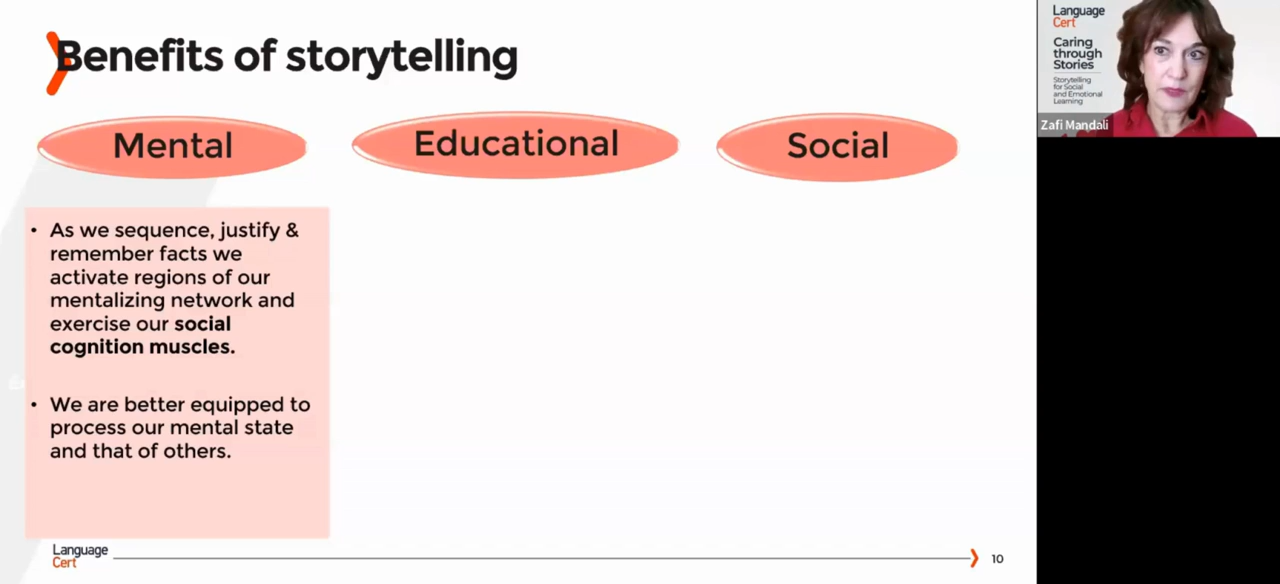 Benefits of storytelling
Mental
Educational
Social
• As we sequence, justify &
remember facts we
activate regions of our
mentalizing network and
exercise our social
cognition muscles.
• We are better equipped to
process our mental state
and that of others.
Language
Cert
10
Language
Cert
Caring
through
Stories
Storytelling
for Social
and Emotional
Learning
Zafi Mandali